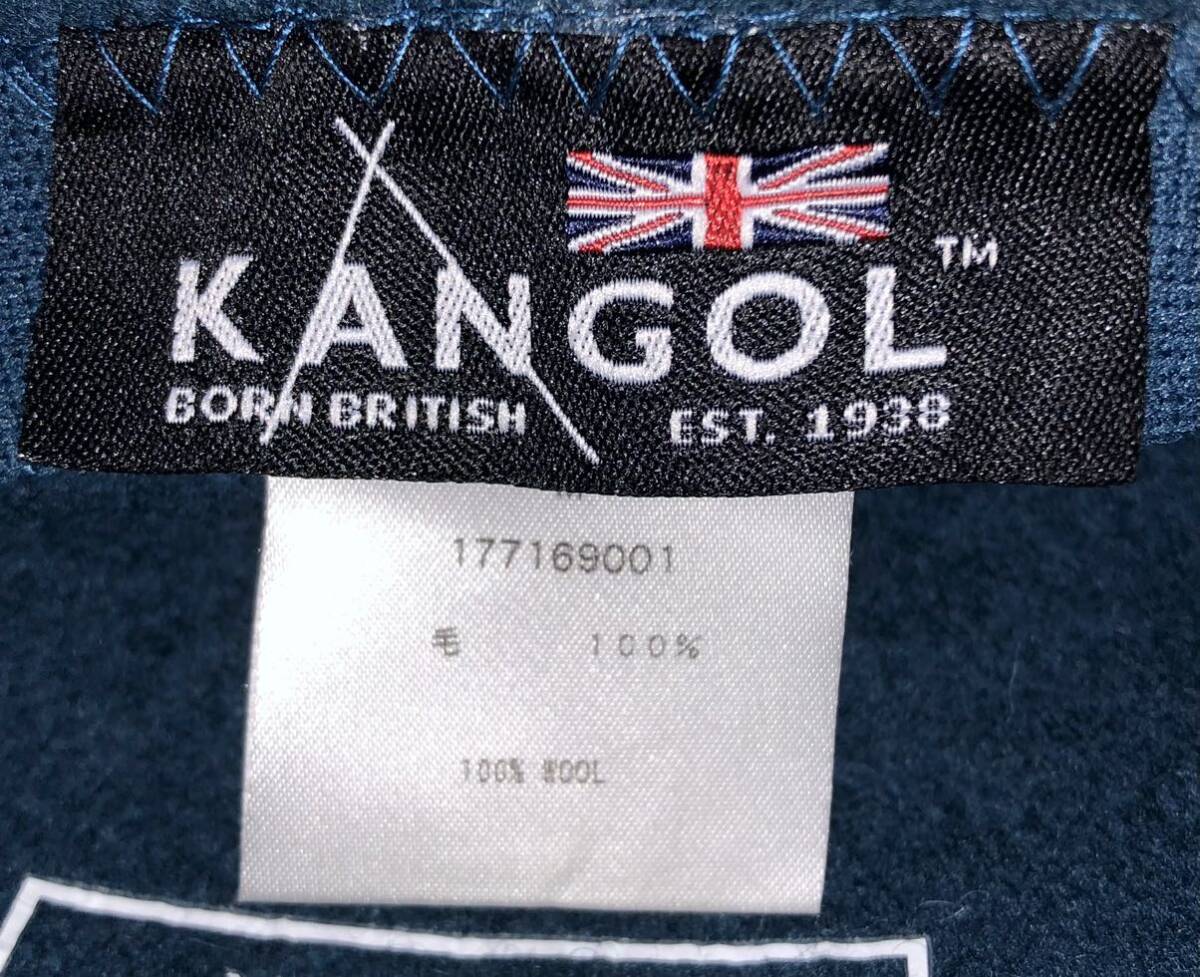 KANGOL™
BORN BRITISH EST. 1938
177169001
毛 100%
100% WOOL